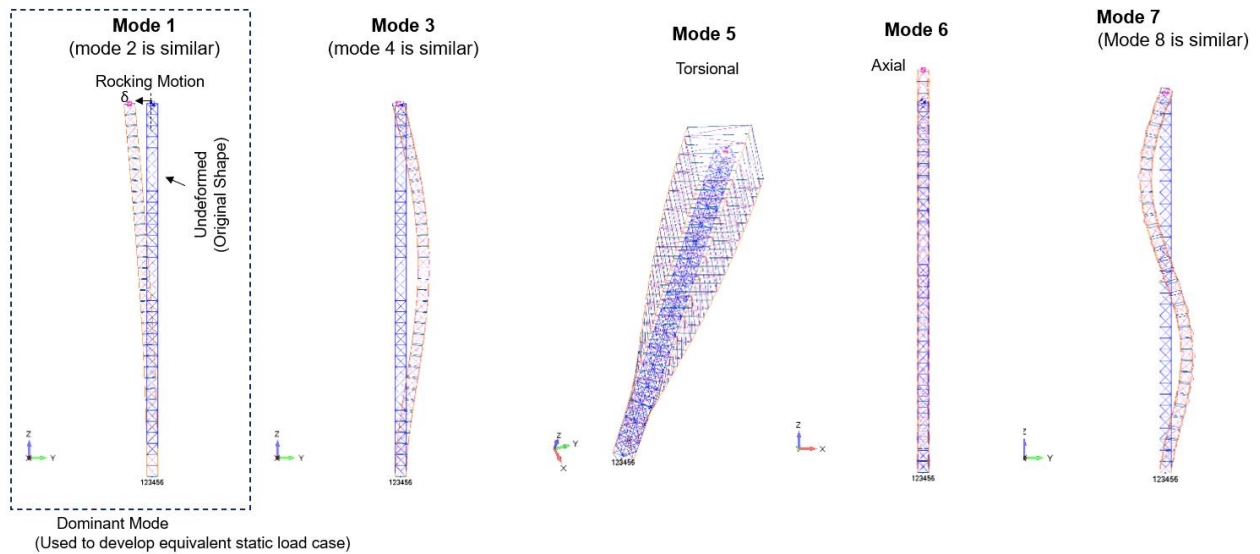 Mode 1
(mode 2 is similar)
Rocking Motion
δ
Undeformed
(Original Shape)
Z
Y
123456
Dominant Mode
(Used to develop equivalent static load case)
Mode 3
(mode 4 is similar)
Z
Y
123456
Mode 5
Torsional
Z
Y
X
123456
Mode 6
Axial
Z
X
123456
Mode 7
(Mode 8 is similar)
Z
Y
123456